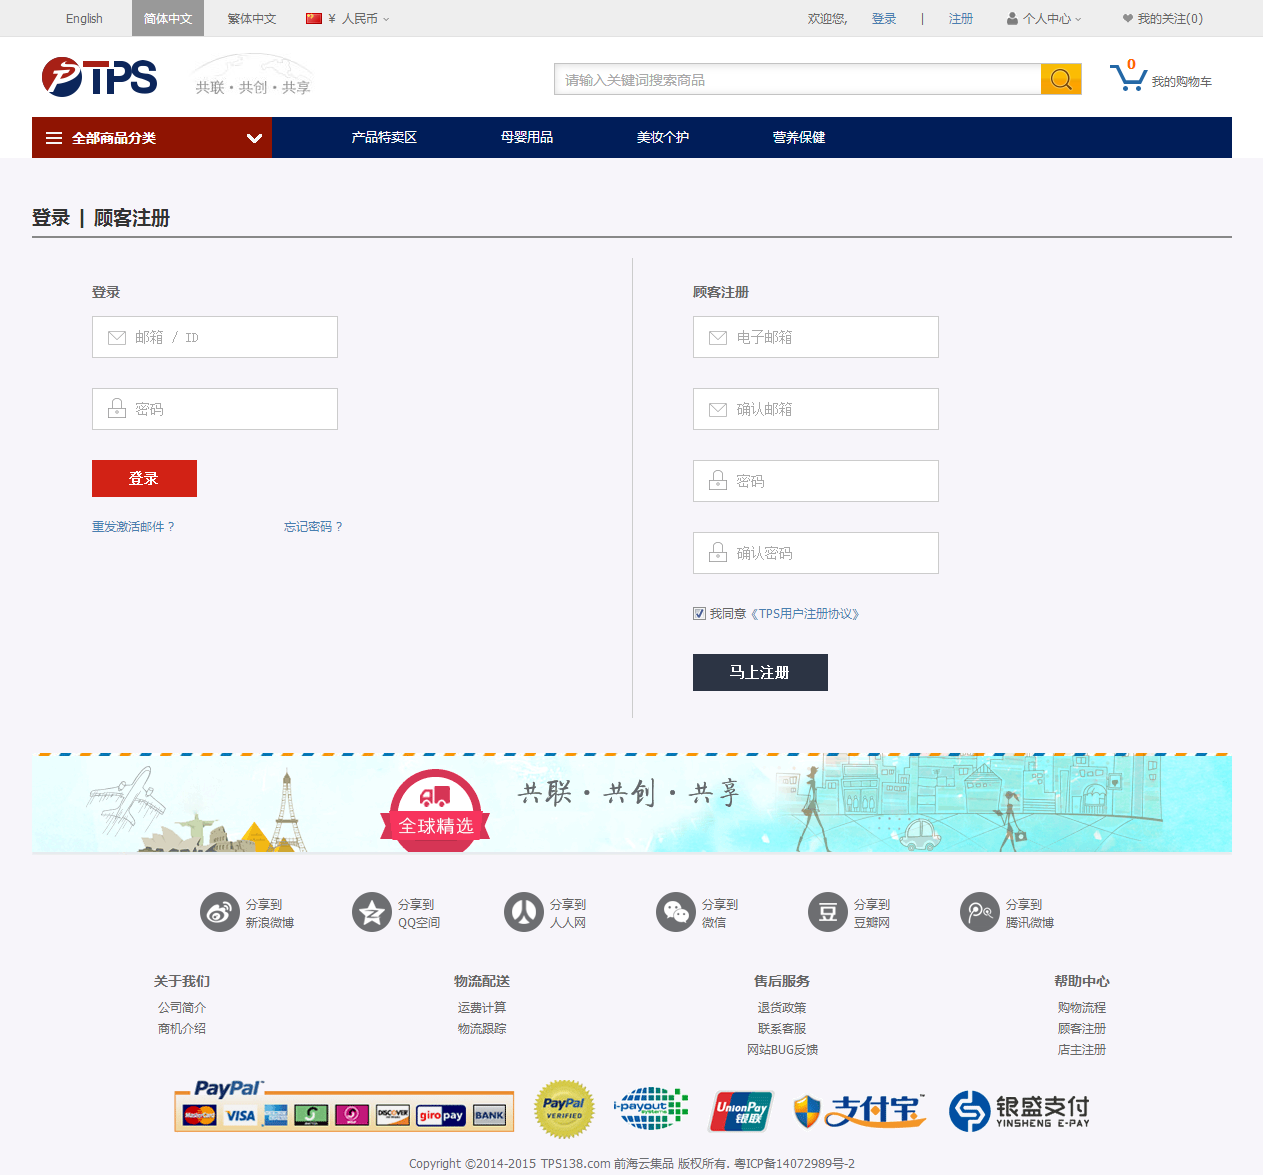 English 简体中文 繁体中文 ¥ 人民币 欢迎您, 登录 | 注册 个人中心 我的关注(0)
TPS 共联·共创·共享 请输入关键词搜索商品 0 我的购物车
全部商品分类 产品特卖区 母婴用品 美妆个护 营养保健
登录 | 顾客注册
登录
邮箱 / ID
密码
登录
重发激活邮件？ 忘记密码？
顾客注册
电子邮箱
确认邮箱
密码
确认密码
我同意《TPS用户注册协议》
马上注册
全球精选 共联·共创·共享
分享到
新浪微博
分享到
QQ空间
分享到
人人网
分享到
微信
豆
分享到
豆瓣网
分享到
腾讯微博
关于我们
公司简介
商机介绍
物流配送
运费计算
物流跟踪
售后服务
退货政策
联系客服
网站BUG反馈
帮助中心
购物流程
顾客注册
店主注册
PayPal
MasterCard VISA DISCOVER giropay BANK
PayPal
VERIFIED
i-payout
systems
UnionPay
银联
支付宝
银盛支付
YINSHENG E-PAY
Copyright ©2014-2015 TPS138.com 前海云集品 版权所有. 粤ICP备14072989号-2